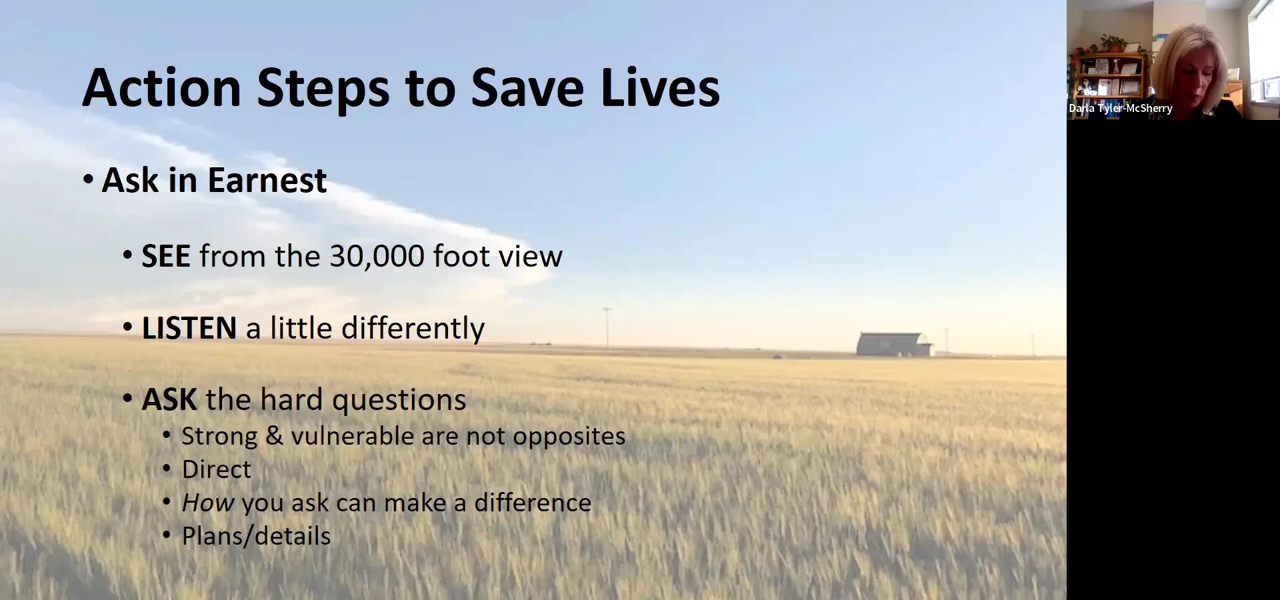 Action Steps to Save Lives
• Ask in Earnest
• SEE from the 30,000 foot view
• LISTEN a little differently
• ASK the hard questions
• Strong & vulnerable are not opposites
• Direct
• How you ask can make a difference
• Plans/details
Darla Tyler-McSherry